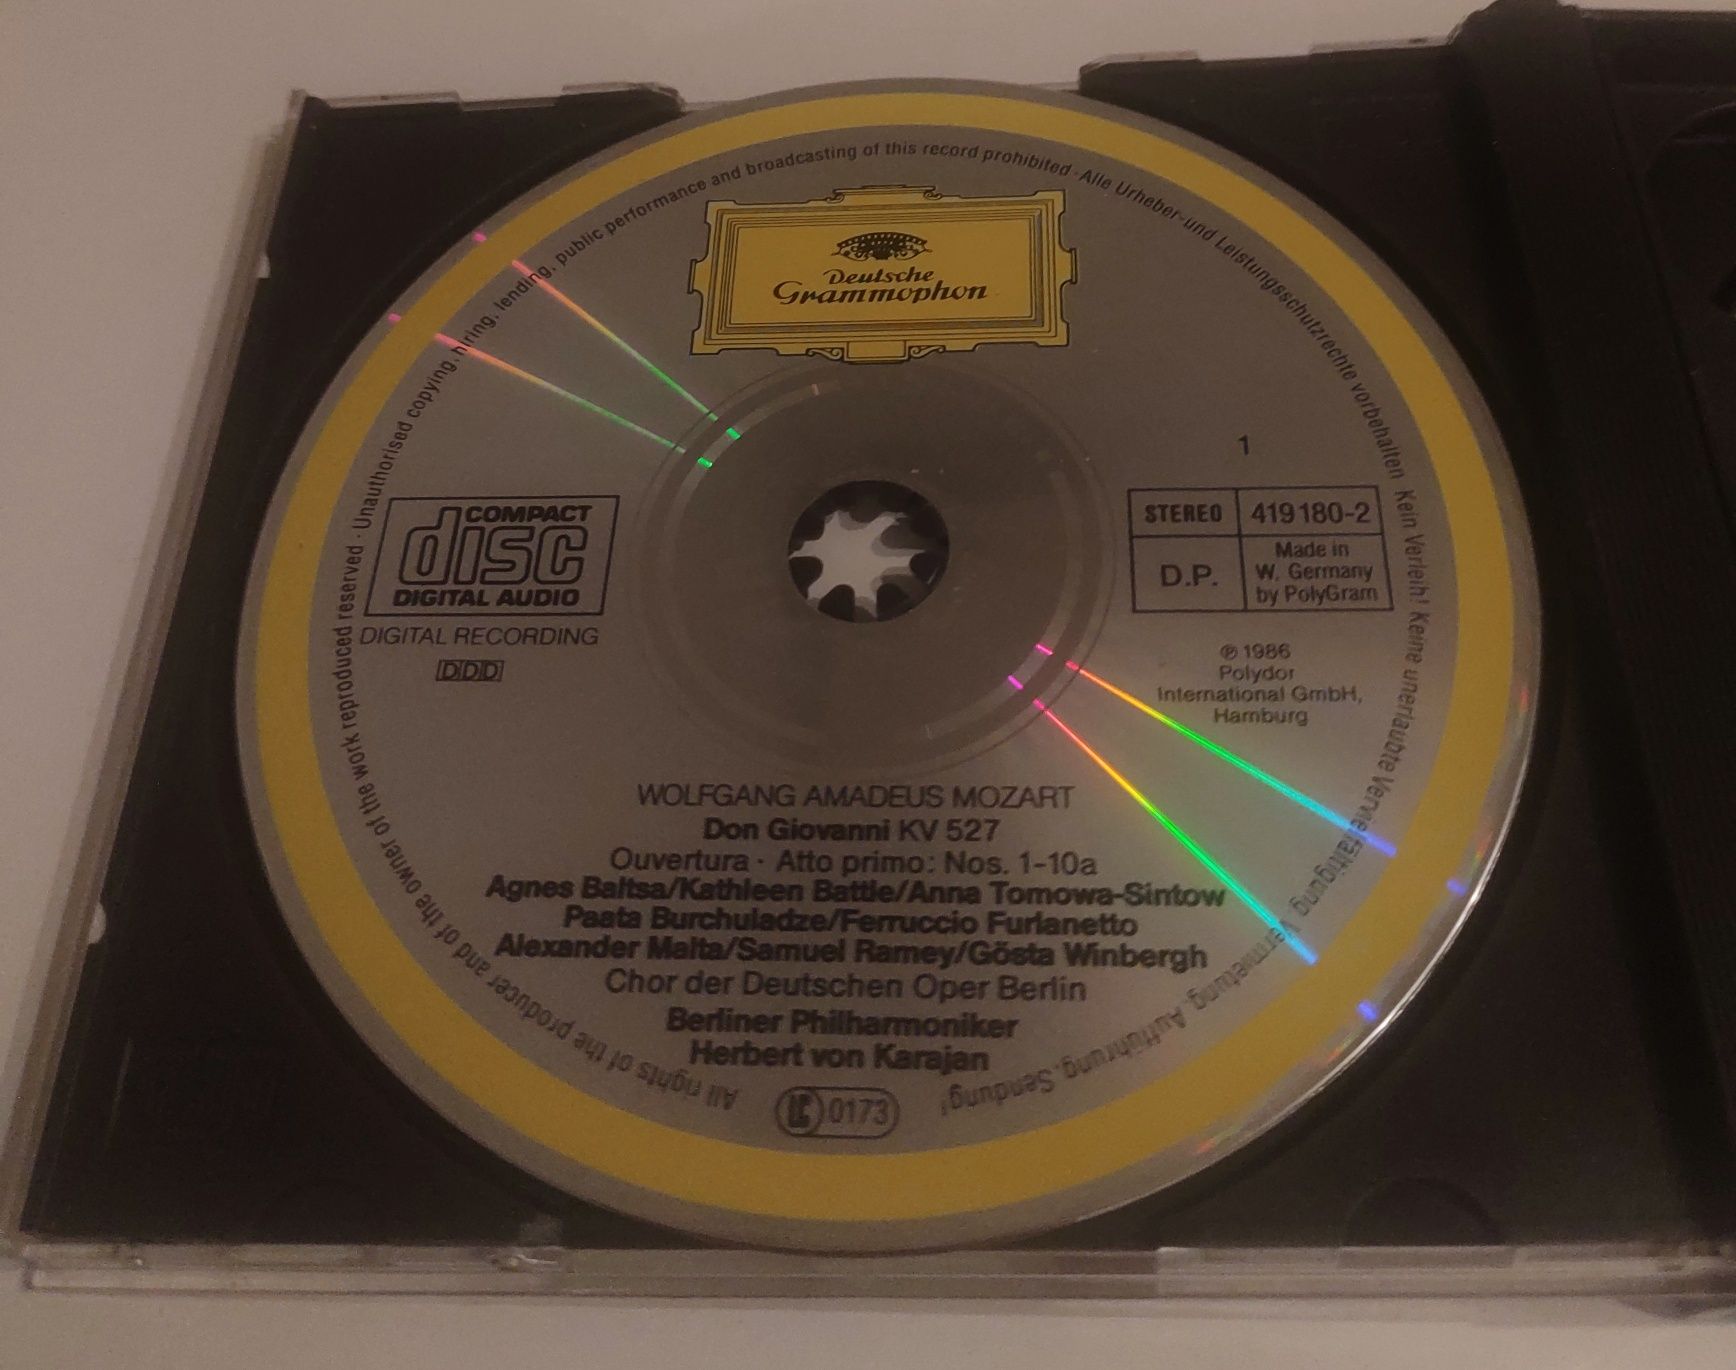 All rights of the producer and of the owner of the work reproduced reserved · Unauthorised copying, hiring, lending, public performance and broadcasting of this record prohibited · Alle Urheber- und Leistungsschutzrechte vorbehalten Kein Verleih! Keine unerlaubte Vervielfältigung, Vermietung, Aufführung, Sendung!
Deutsche
Grammophon
1
COMPACT
disc
DIGITAL AUDIO
DIGITAL RECORDING
DDD
STEREO 419 180-2
D.P. Made in
W. Germany
by PolyGram
℗ 1986
Polydor
International GmbH,
Hamburg
WOLFGANG AMADEUS MOZART
Don Giovanni KV 527
Ouvertura · Atto primo: Nos. 1-10a
Agnes Baltsa/Kathleen Battle/Anna Tomowa-Sintow
Paata Burchuladze/Ferruccio Furlanetto
Alexander Malta/Samuel Ramey/Gösta Winbergh
Chor der Deutschen Oper Berlin
Berliner Philharmoniker
Herbert von Karajan
LC 0173